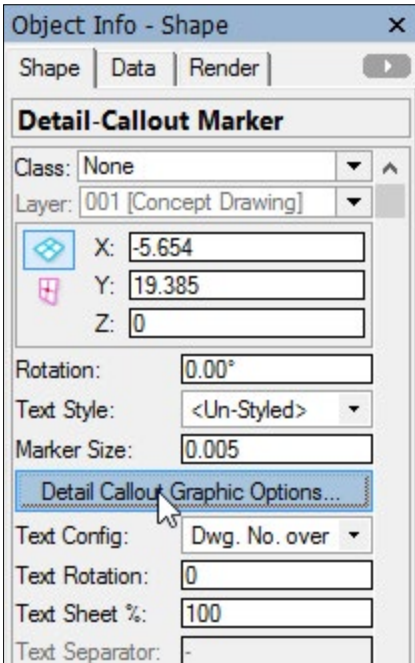 Object Info - Shape
Shape Data Render
Detail-Callout Marker
Class: None
Layer: 001 [Concept Drawing]
X: -5.654
Y: 19.385
Z: 0
Rotation: 0.00°
Text Style: <Un-Styled>
Marker Size: 0.005
Detail Callout Graphic Options...
Text Config: Dwg. No. over
Text Rotation: 0
Text Sheet %: 100
Text Separator: -